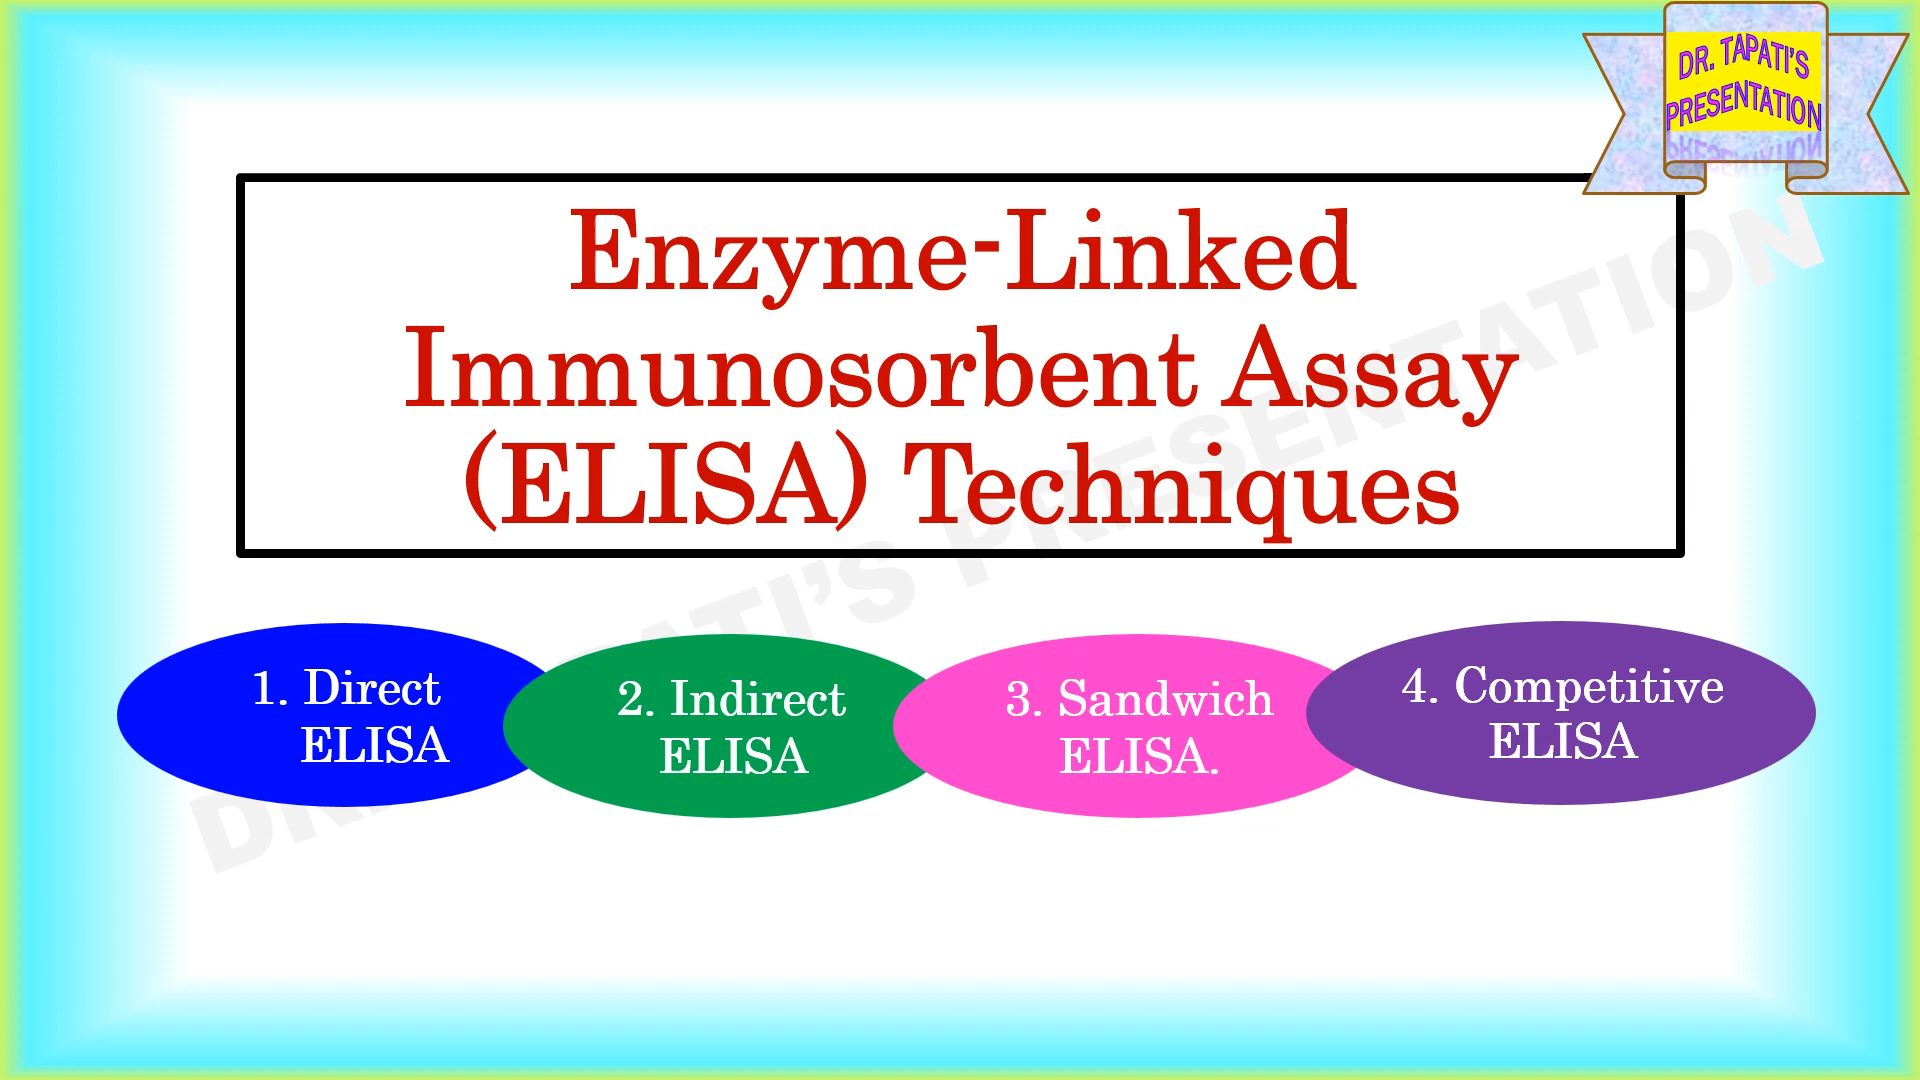 DR. TAPATI'S
PRESENTATION
Enzyme-Linked
Immunosorbent Assay
(ELISA) Techniques
1. Direct
ELISA
2. Indirect
ELISA
3. Sandwich
ELISA.
4. Competitive
ELISA